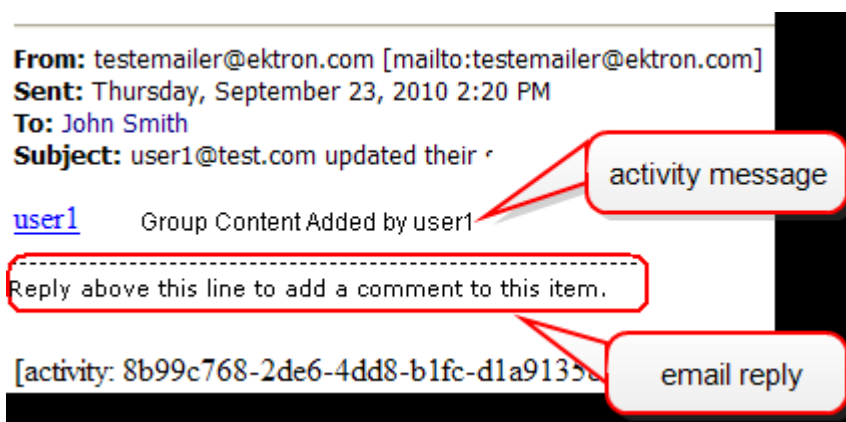 From: testemailer@ektron.com [mailto:testemailer@ektron.com]
Sent: Thursday, September 23, 2010 2:20 PM
To: John Smith
Subject: user1@test.com updated their
activity message
user1 Group Content Added by user1
Reply above this line to add a comment to this item.
[activity: 8b99c768-2de6-4dd8-b1fc-d1a9135
email reply